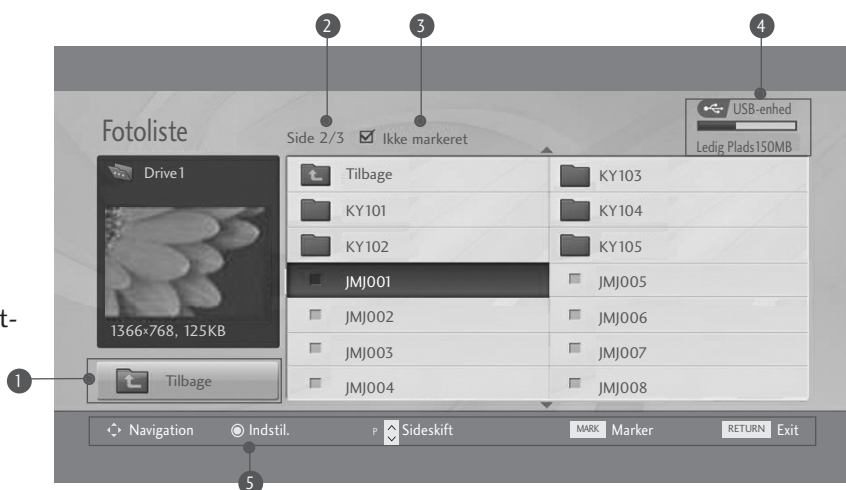 2 3 4
USB-enhed
Ledig Plads150MB
Fotoliste
Side 2/3 Ikke markeret
Drive1
1366×768, 125KB
Tilbage KY103
KY101 KY104
KY102 KY105
JMJ001 JMJ005
JMJ002 JMJ006
JMJ003 JMJ007
JMJ004 JMJ008
t-
1 Tilbage
Navigation Indstil. P Sideskift MARK Marker RETURN Exit
5